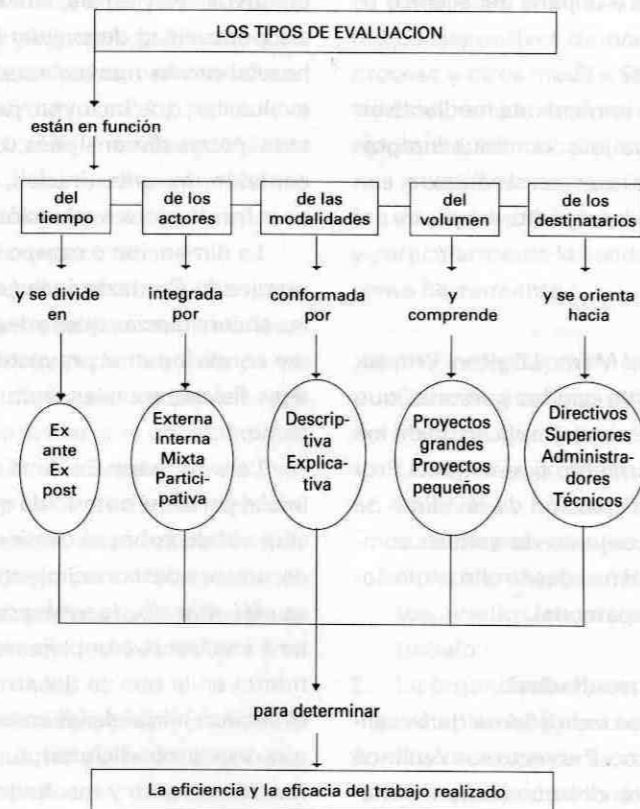 LOS TIPOS DE EVALUACION
están en función
del
tiempo
de los
actores
de las
modalidades
del
volumen
de los
destinatarios
y se divide
en
integrada
por
conformada
por
y
comprende
y se orienta
hacia
Ex
ante
Ex
post
Externa
Interna
Mixta
Partici-
pativa
Descrip-
tiva
Explica-
tiva
Proyectos
grandes
Proyectos
pequeños
Directivos
Superiores
Administra-
dores
Técnicos
para determinar
La eficiencia y la eficacia del trabajo realizado